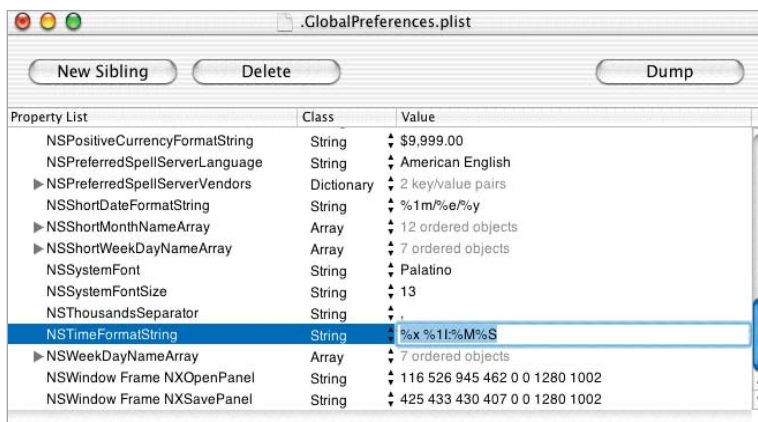 .GlobalPreferences.plist
New Sibling Delete Dump
Property List Class Value
NSPositiveCurrencyFormatString String $9,999.00
NSPreferredSpellServerLanguage String American English
NSPreferredSpellServerVendors Dictionary 2 key/value pairs
NSShortDateFormatString String %1m/%e/%y
NSShortMonthNameArray Array 12 ordered objects
NSShortWeekDayNameArray Array 7 ordered objects
NSSystemFont String Palatino
NSSystemFontSize String 13
NSThousandsSeparator String ,
NSTimeFormatString String %x %1I:%M%S
NSWeekDayNameArray Array 7 ordered objects
NSWindow Frame NXOpenPanel String 116 526 945 462 0 0 1280 1002
NSWindow Frame NXSavePanel String 425 433 430 407 0 0 1280 1002